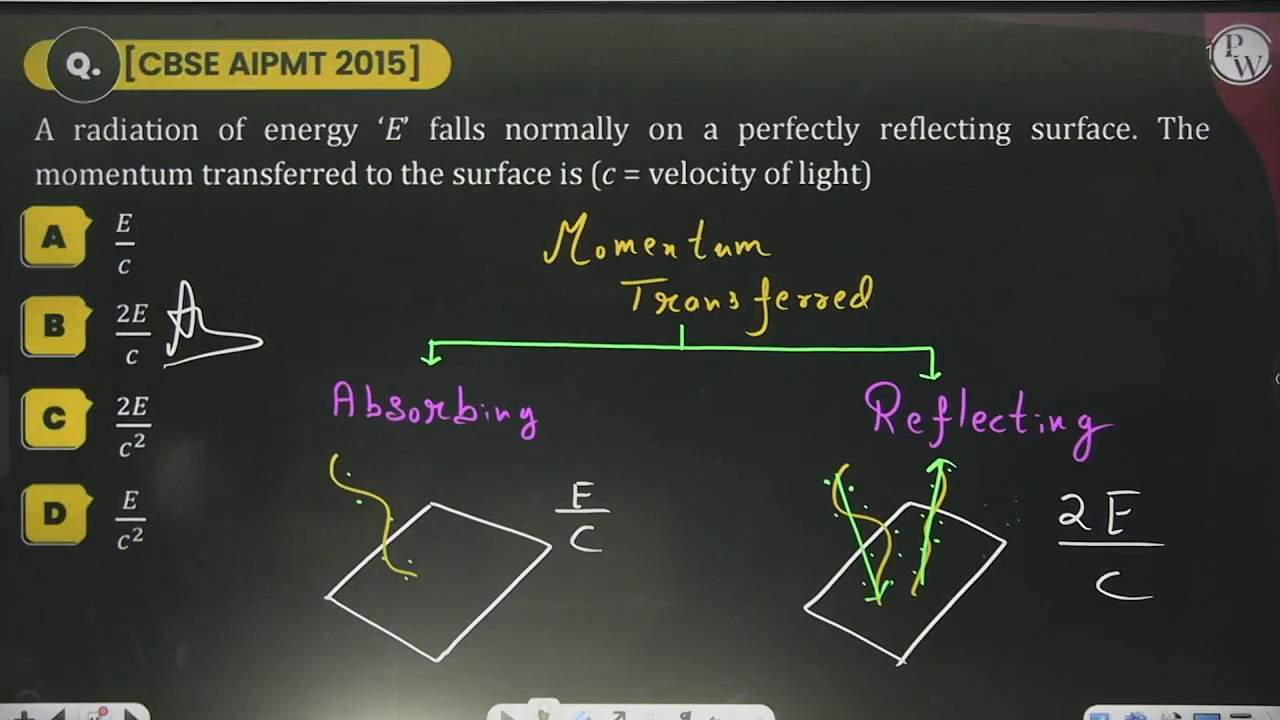 Q. [CBSE AIPMT 2015]
PW
A radiation of energy ‘E’ falls normally on a perfectly reflecting surface. The
momentum transferred to the surface is (c = velocity of light)
A E/c
B 2E/c
C 2E/c²
D E/c²
Momentum
Transferred
Absorbing
Reflecting
E/C
2E/C